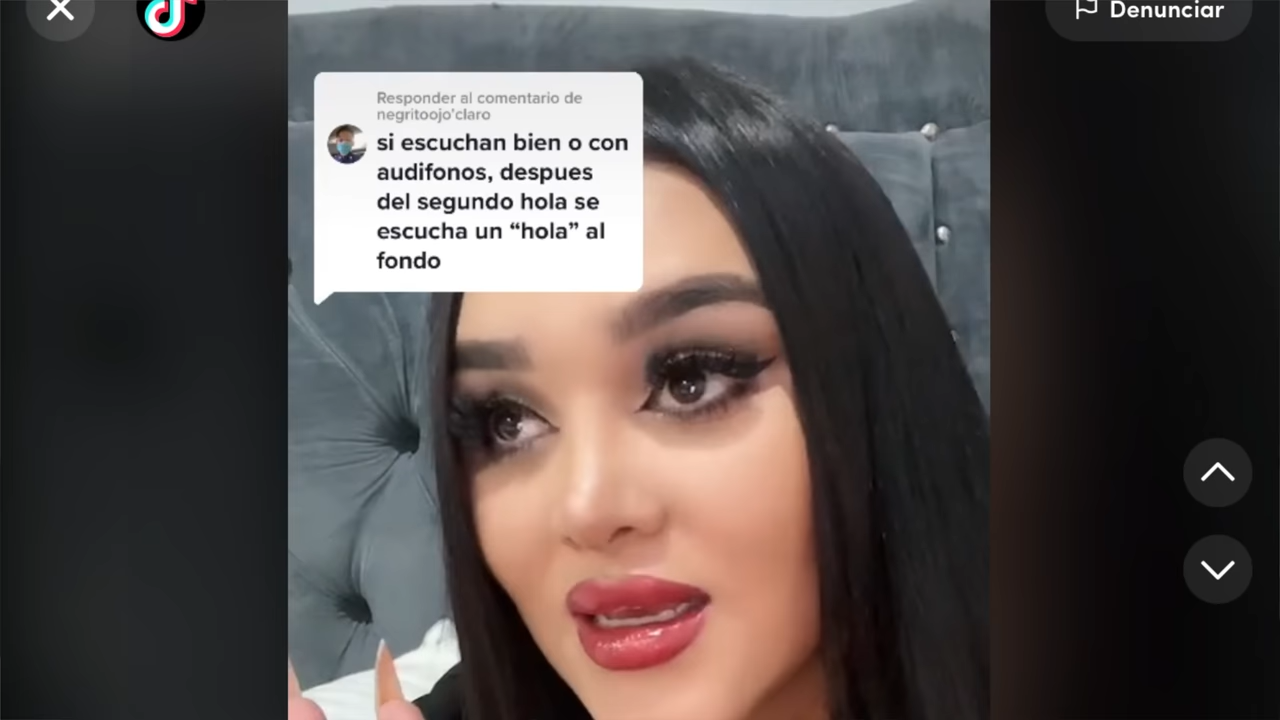 Denunciar
Responder al comentario de
negritoojo'claro
si escuchan bien o con
audifonos, despues
del segundo hola se
escucha un “hola” al
fondo